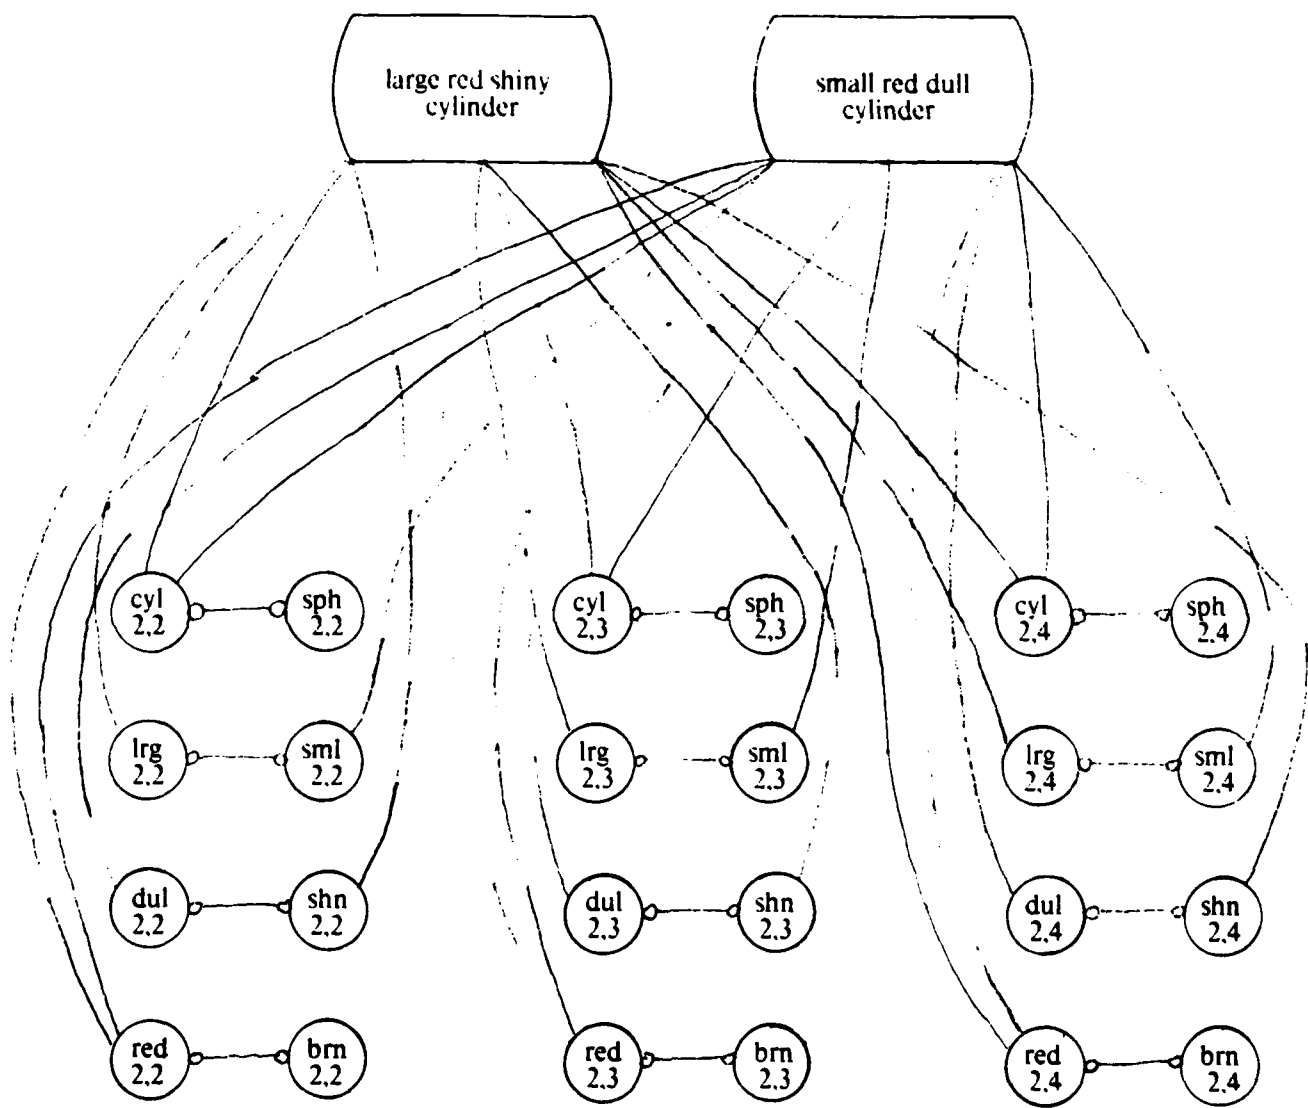 large red shiny
cylinder
small red dull
cylinder
cyl
2,2
sph
2,2
cyl
2,3
sph
2,3
cyl
2,4
sph
2,4
lrg
2,2
sml
2,2
lrg
2,3
sml
2,3
lrg
2,4
sml
2,4
dul
2,2
shn
2,2
dul
2,3
shn
2,3
dul
2,4
shn
2,4
red
2,2
brn
2,2
red
2,3
brn
2,3
red
2,4
brn
2,4